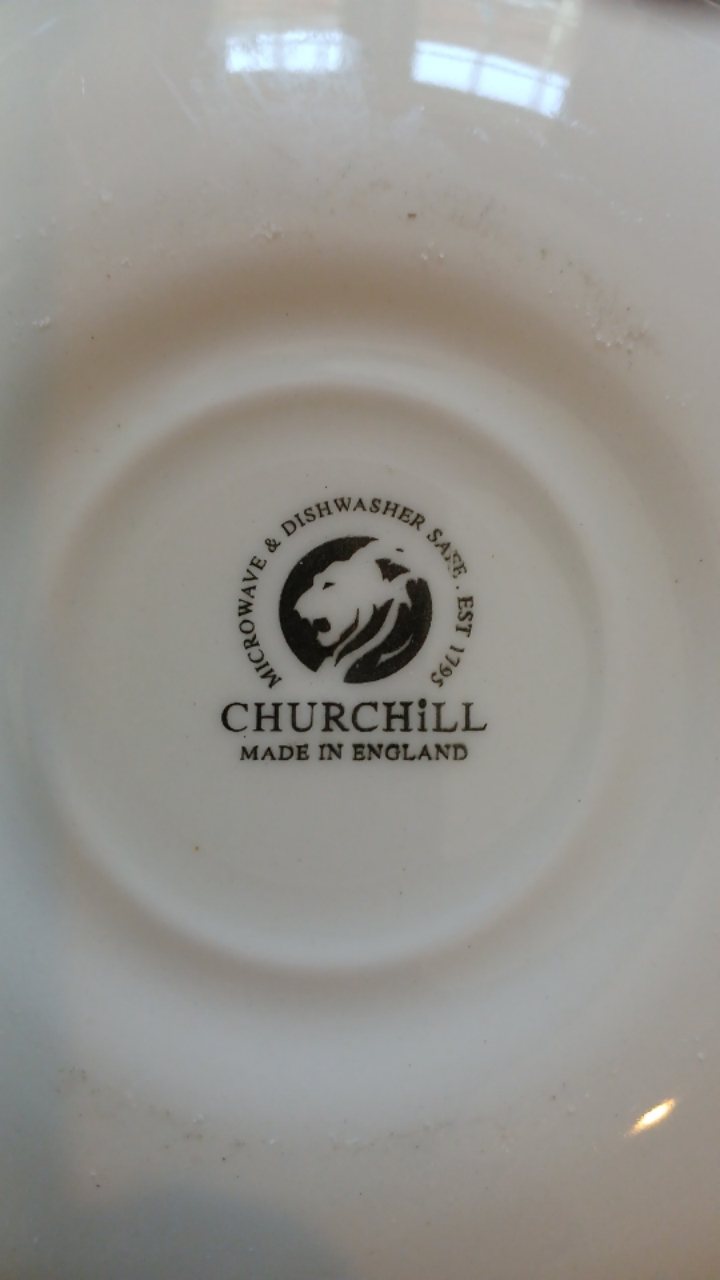 MICROWAVE & DISHWASHER SAFE . EST 1795
CHURCHiLL
MADE IN ENGLAND